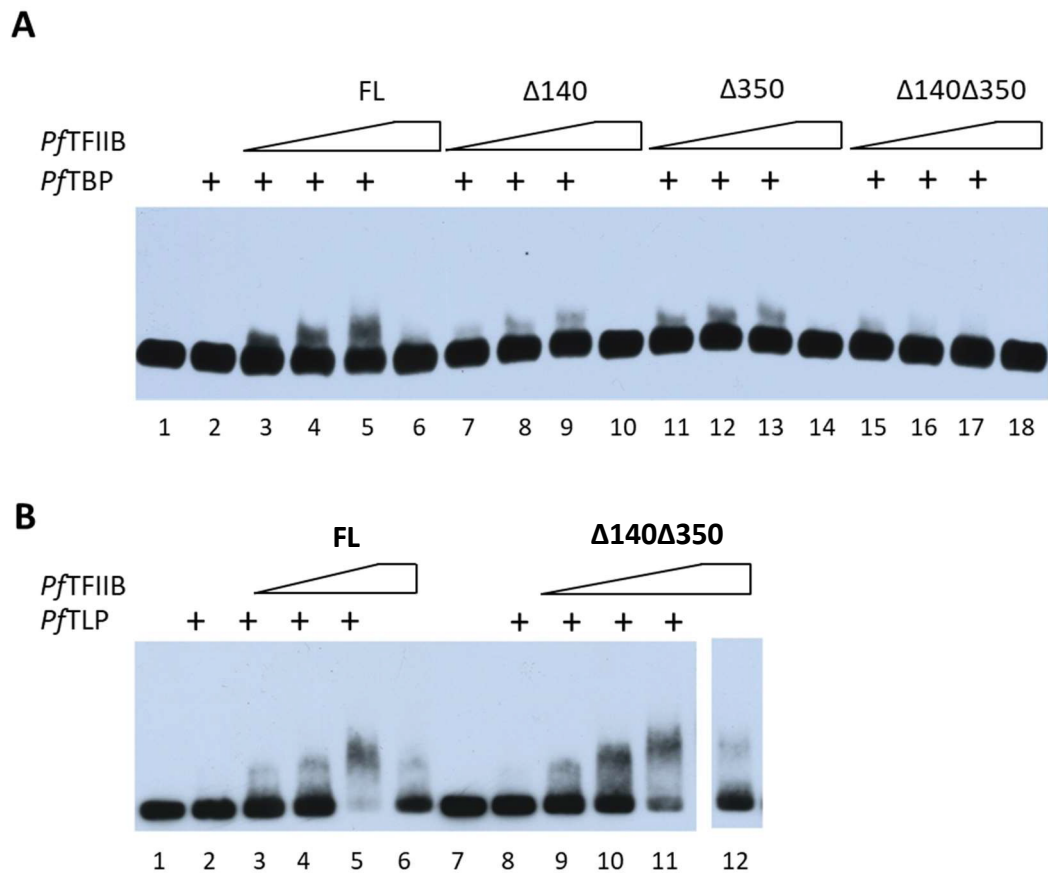 A
FL Δ140 Δ350 Δ140Δ350
PfTFIIB
PfTBP + + + + + + + + + + + + +
1 2 3 4 5 6 7 8 9 10 11 12 13 14 15 16 17 18
B
FL Δ140Δ350
PfTFIIB
PfTLP + + + + + + + +
1 2 3 4 5 6 7 8 9 10 11 12